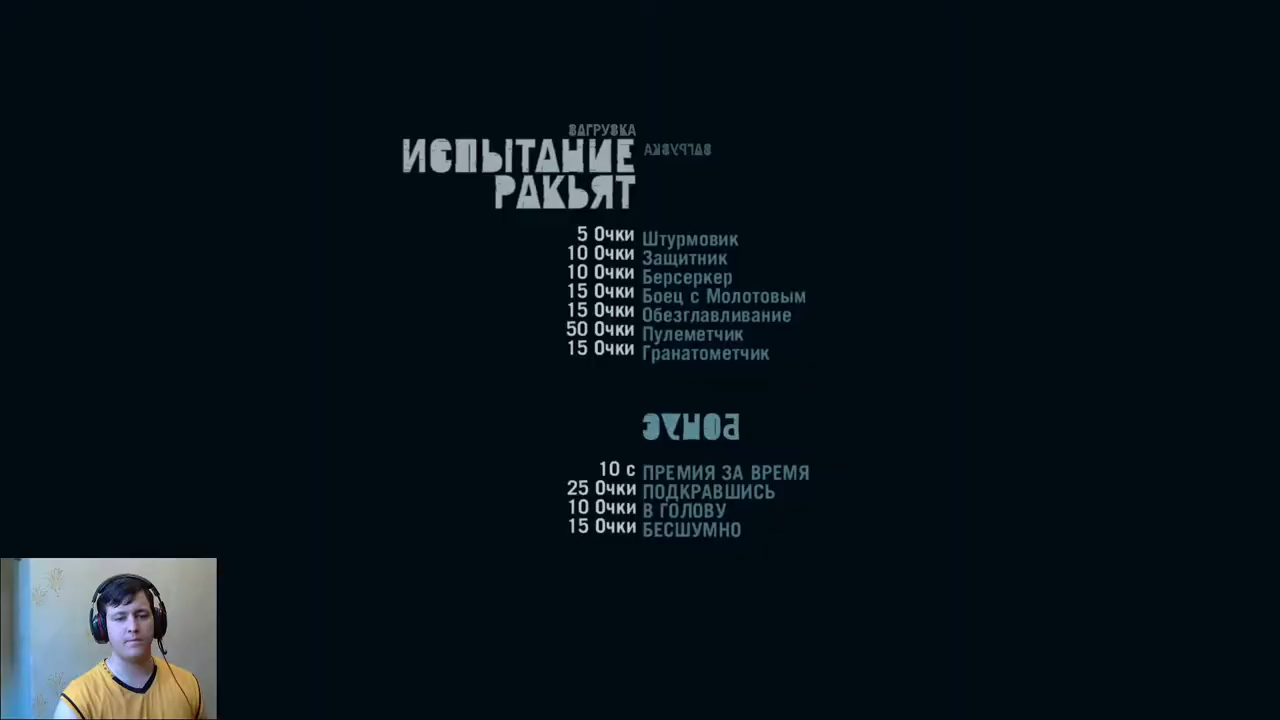 ЗАГРУЗКА
ИСПЫТАНИЕ
РАКЬЯТ
ЗАГРУЗКА
5 Очки Штурмовик
10 Очки Защитник
10 Очки Берсеркер
15 Очки Боец с Молотовым
15 Очки Обезглавливание
50 Очки Пулеметчик
15 Очки Гранатометчик
БОНУС
10 с ПРЕМИЯ ЗА ВРЕМЯ
25 Очки ПОДКРАВШИСЬ
10 Очки В ГОЛОВУ
15 Очки БЕСШУМНО